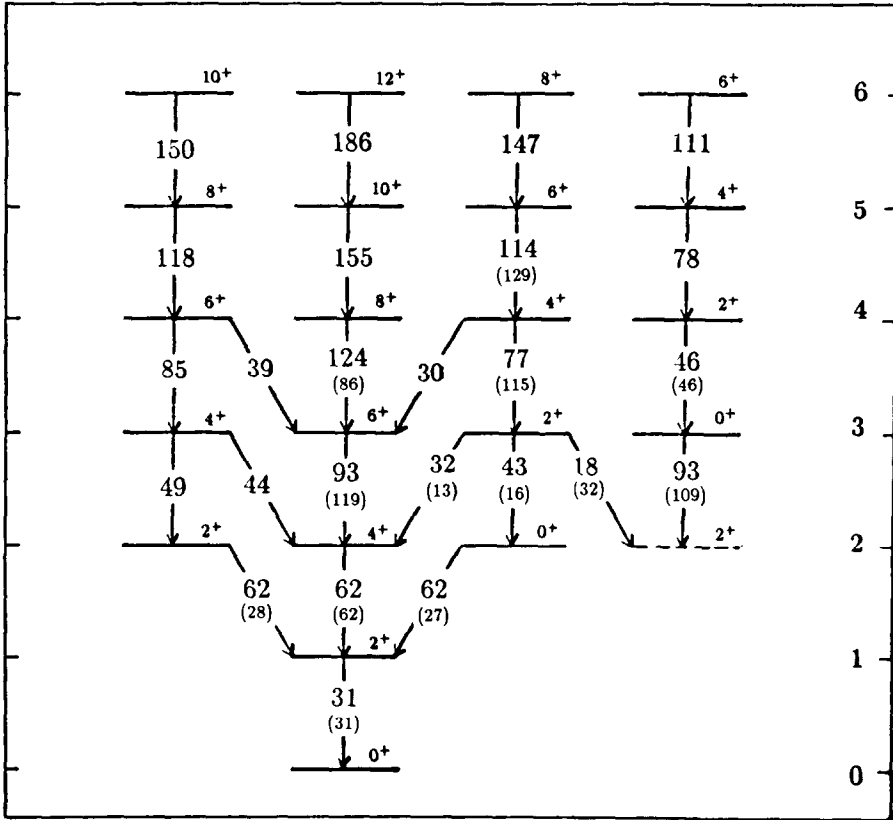 10+ 12+ 8+ 6+ 6
150 186 147 111
8+ 10+ 6+ 4+ 5
118 155 114 78
(129)
6+ 8+ 4+ 2+ 4
85 39 124 30 77 46
(86) (115) (46)
4+ 6+ 2+ 0+ 3
49 44 93 32 43 18 93
(119) (13) (16) (32) (109)
2+ 4+ 0+ 2+ 2
62 62 62
(28) (62) (27)
2+ 1
31
(31)
0+ 0